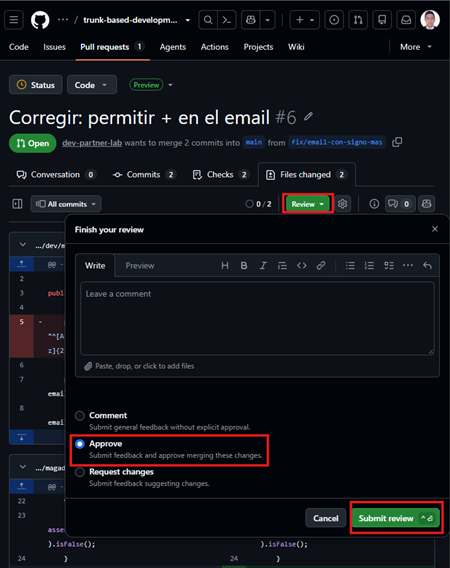 / trunk-based-developm...
Code Issues Pull requests 1 Agents Actions Projects Wiki More
Status Code Preview
Corregir: permitir + en el email #6
Open dev-partner-lab wants to merge 2 commits into main from fix/email-con-signo-mas
Conversation 0 Commits 2 Checks 2 Files changed 2
All commits 0 / 2 Review 0
Finish your review
.../dev/m
Write Preview
@@ -
Leave a comment
2
3 publ
5 -
"^[A
z]{2
Paste, drop, or click to add files
6
7
emai
8
emai
Comment
Submit general feedback without explicit approval.
Approve
Submit feedback and approve merging these changes.
Request changes
Submit feedback suggesting changes.
.../magad
@@ -
22
23
Cancel Submit review
asse
).isFalse(); ).isFalse();
24 } 24 }